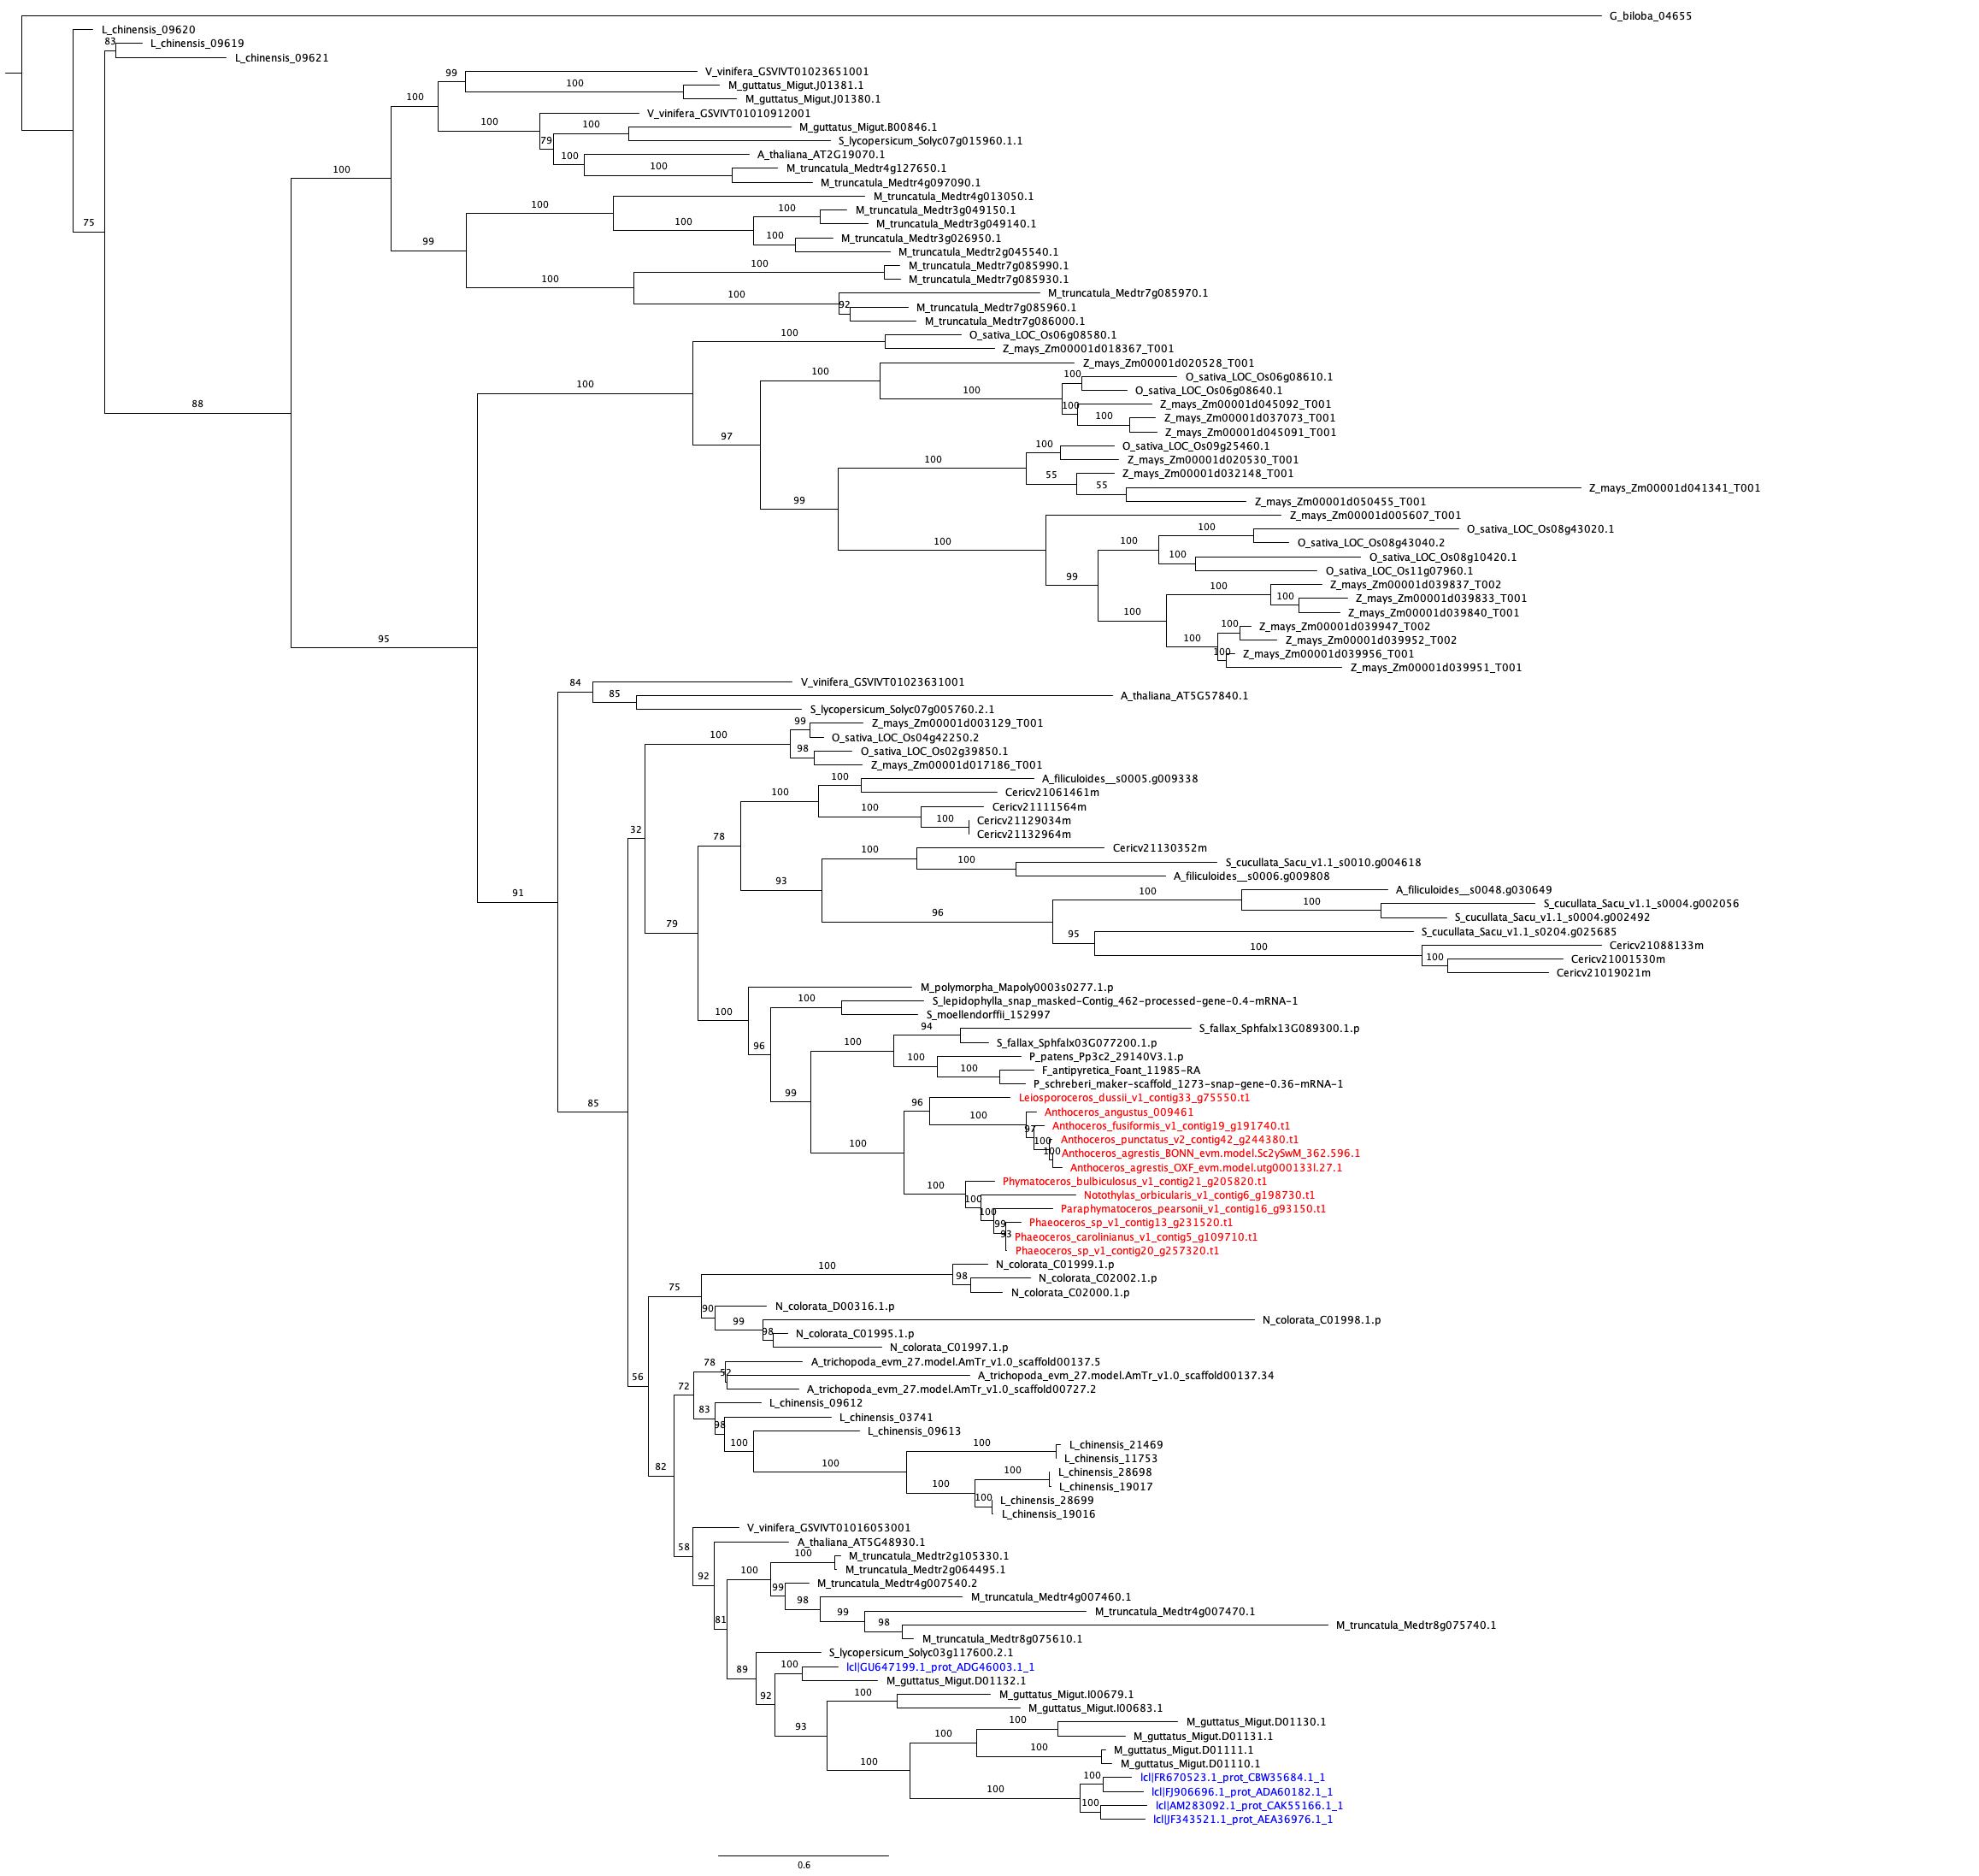 G_biloba_04655
L_chinensis_09620
83
L_chinensis_09619
L_chinensis_09621
V_vinifera_GSVIVT01023651001
99
M_guttatus_Migut.J01381.1
100
M_guttatus_Migut.J01380.1
100
V_vinifera_GSVIVT01010912001
100
M_guttatus_Migut.B00846.1
100
S_lycopersicum_Solyc07g015960.1.1
79
A_thaliana_AT2G19070.1
100
M_truncatula_Medtr4g127650.1
100
M_truncatula_Medtr4g097090.1
100
M_truncatula_Medtr4g013050.1
100
M_truncatula_Medtr3g049150.1
100
M_truncatula_Medtr3g049140.1
100
M_truncatula_Medtr3g026950.1
100
M_truncatula_Medtr2g045540.1
99
M_truncatula_Medtr7g085990.1
100
M_truncatula_Medtr7g085930.1
100
M_truncatula_Medtr7g085970.1
100
92
M_truncatula_Medtr7g085960.1
M_truncatula_Medtr7g086000.1
75
O_sativa_LOC_Os06g08580.1
100
Z_mays_Zm00001d018367_T001
Z_mays_Zm00001d020528_T001
100
100
O_sativa_LOC_Os06g08610.1
100
O_sativa_LOC_Os06g08640.1
100
100
Z_mays_Zm00001d045092_T001
88
100
Z_mays_Zm00001d037073_T001
Z_mays_Zm00001d045091_T001
97
O_sativa_LOC_Os09g25460.1
100
100
Z_mays_Zm00001d020530_T001
Z_mays_Zm00001d032148_T001
55
55
Z_mays_Zm00001d041341_T001
99
Z_mays_Zm00001d050455_T001
Z_mays_Zm00001d005607_T001
100
O_sativa_LOC_Os08g43020.1
100
100
O_sativa_LOC_Os08g43040.2
100
O_sativa_LOC_Os08g10420.1
99
O_sativa_LOC_Os11g07960.1
100
Z_mays_Zm00001d039837_T002
100
Z_mays_Zm00001d039833_T001
100
Z_mays_Zm00001d039840_T001
100
Z_mays_Zm00001d039947_T002
100
Z_mays_Zm00001d039952_T002
95
100
Z_mays_Zm00001d039956_T001
Z_mays_Zm00001d039951_T001
84
V_vinifera_GSVIVT01023631001
85
A_thaliana_AT5G57840.1
S_lycopersicum_Solyc07g005760.2.1
99
Z_mays_Zm00001d003129_T001
100
O_sativa_LOC_Os04g42250.2
98
O_sativa_LOC_Os02g39850.1
Z_mays_Zm00001d017186_T001
100
A_filiculoides__s0005.g009338
100
Cericv21061461m
100
Cericv21111564m
100
Cericv21129034m
32
Cericv21132964m
78
Cericv21130352m
100
100
S_cucullata_Sacu_v1.1_s0010.g004618
93
A_filiculoides__s0006.g009808
91
100
A_filiculoides__s0048.g030649
100
S_cucullata_Sacu_v1.1_s0004.g002056
96
S_cucullata_Sacu_v1.1_s0004.g002492
79
95
S_cucullata_Sacu_v1.1_s0204.g025685
100
Cericv21088133m
100
Cericv21001530m
Cericv21019021m
M_polymorpha_Mapoly0003s0277.1.p
100
100
S_lepidophylla_snap_masked-Contig_462-processed-gene-0.4-mRNA-1
S_moellendorffii_152997
94
S_fallax_Sphfalx13G089300.1.p
96
100
S_fallax_Sphfalx03G077200.1.p
100
P_patens_Pp3c2_29140V3.1.p
100
F_antipyretica_Foant_11985-RA
P_schreberi_maker-scaffold_1273-snap-gene-0.36-mRNA-1
99
85
96
Leiosporoceros_dussii_v1_contig33_g75550.t1
100
Anthoceros_angustus_009461
97
Anthoceros_fusiformis_v1_contig19_g191740.t1
100
100
Anthoceros_punctatus_v2_contig42_g244380.t1
100
Anthoceros_agrestis_BONN_evm.model.Sc2ySwM_362.596.1
Anthoceros_agrestis_OXF_evm.model.utg000133l.27.1
100
Phymatoceros_bulbiculosus_v1_contig21_g205820.t1
100
Notothylas_orbicularis_v1_contig6_g198730.t1
100
Paraphymatoceros_pearsonii_v1_contig16_g93150.t1
99
Phaeoceros_sp_v1_contig13_g231520.t1
93
Phaeoceros_carolinianus_v1_contig5_g109710.t1
Phaeoceros_sp_v1_contig20_g257320.t1
100
N_colorata_C01999.1.p
75
98
N_colorata_C02002.1.p
N_colorata_C02000.1.p
90
N_colorata_D00316.1.p
99
N_colorata_C01998.1.p
98
N_colorata_C01995.1.p
N_colorata_C01997.1.p
78
A_trichopoda_evm_27.model.AmTr_v1.0_scaffold00137.5
56
52
A_trichopoda_evm_27.model.AmTr_v1.0_scaffold00137.34
72
A_trichopoda_evm_27.model.AmTr_v1.0_scaffold00727.2
83
L_chinensis_09612
98
L_chinensis_03741
100
L_chinensis_09613
100
L_chinensis_21469
82
100
L_chinensis_11753
100
L_chinensis_28698
100
L_chinensis_19017
100
L_chinensis_28699
L_chinensis_19016
V_vinifera_GSVIVT01016053001
58
A_thaliana_AT5G48930.1
100
M_truncatula_Medtr2g105330.1
92
100
M_truncatula_Medtr2g064495.1
99
M_truncatula_Medtr4g007540.2
98
M_truncatula_Medtr4g007460.1
81
99
M_truncatula_Medtr4g007470.1
98
M_truncatula_Medtr8g075740.1
M_truncatula_Medtr8g075610.1
S_lycopersicum_Solyc03g117600.2.1
89
100
lcl|GU647199.1_prot_ADG46003.1_1
M_guttatus_Migut.D01132.1
92
100
M_guttatus_Migut.I00679.1
M_guttatus_Migut.I00683.1
93
100
M_guttatus_Migut.D01130.1
100
M_guttatus_Migut.D01131.1
100
M_guttatus_Migut.D01111.1
100
M_guttatus_Migut.D01110.1
100
lcl|FR670523.1_prot_CBW35684.1_1
100
lcl|FJ906696.1_prot_ADA60182.1_1
100
lcl|AM283092.1_prot_CAK55166.1_1
lcl|JF343521.1_prot_AEA36976.1_1
0.6